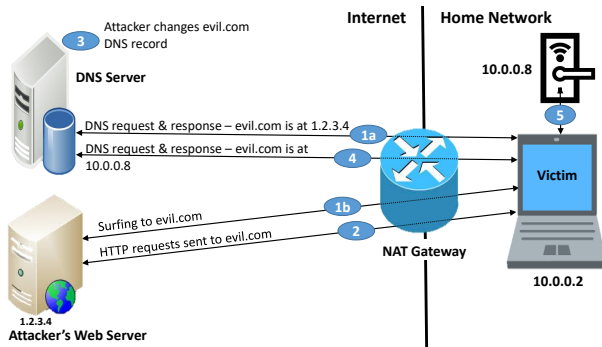 Internet
Home Network
3
Attacker changes evil.com
DNS record
DNS Server
10.0.0.8
5
DNS request & response – evil.com is at 1.2.3.4
1a
DNS request & response – evil.com is at
10.0.0.8
4
Victim
1b
Surfing to evil.com
2
HTTP requests sent to evil.com
NAT Gateway
10.0.0.2
1.2.3.4
Attacker's Web Server